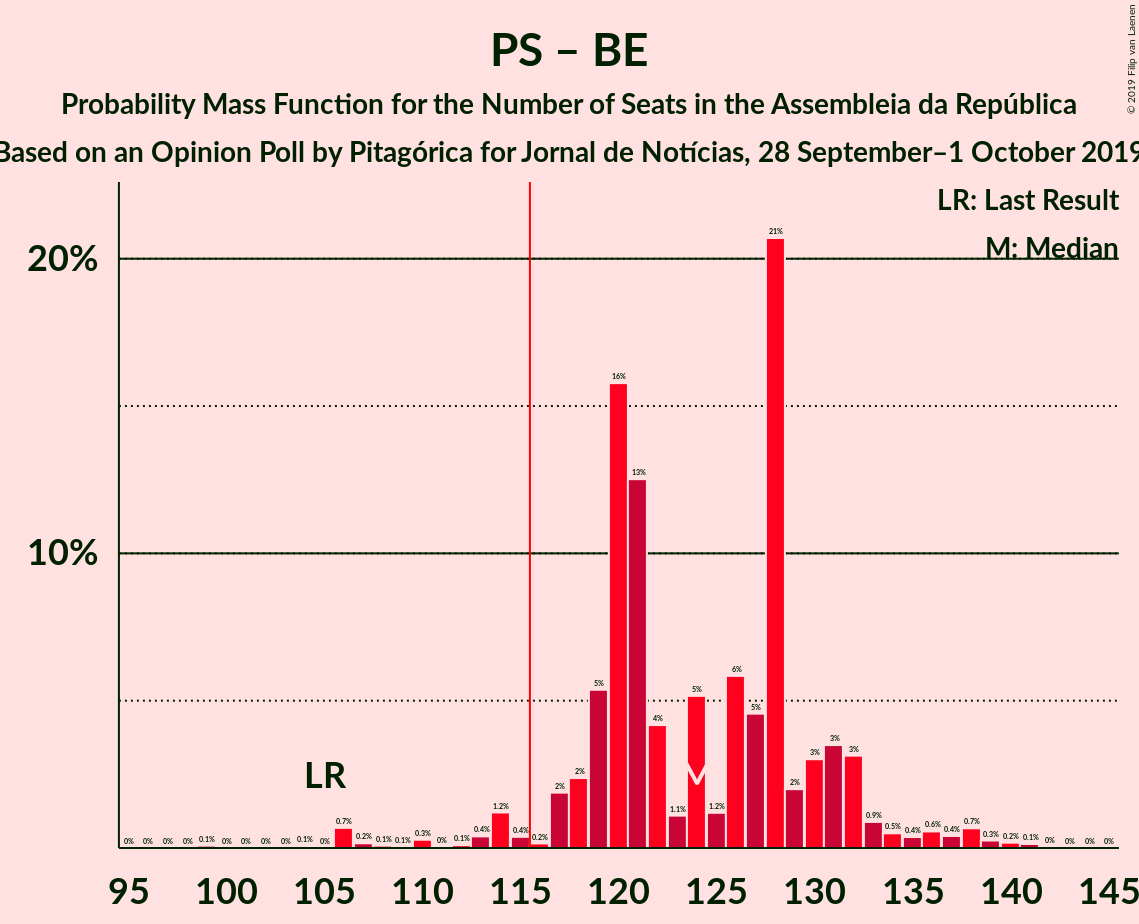 PS – BE
Probability Mass Function for the Number of Seats in the Assembleia da República
Based on an Opinion Poll by Pitagórica for Jornal de Notícias, 28 September–1 October 2019
© 2019 Filip van Laenen
LR: Last Result
M: Median
20%
10%
LR
M
0% 0% 0% 0% 0.1% 0% 0% 0% 0% 0.1% 0% 0.7% 0.2% 0.1% 0.1% 0.3% 0% 0.1% 0.4% 1.2% 0.4% 0.2% 2% 2% 5% 16% 13% 4% 1.1% 5% 1.2% 6% 5% 21% 2% 3% 3% 3% 0.9% 0.5% 0.4% 0.6% 0.4% 0.7% 0.3% 0.2% 0.1% 0% 0% 0% 0%
95 100 105 110 115 120 125 130 135 140 145